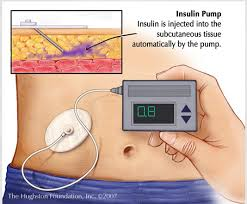 Insulin Pump
Insulin is injected into the
subcutaneous tissue
automatically by the pump.
0.8
The Hughston Foundation, Inc. ©2007